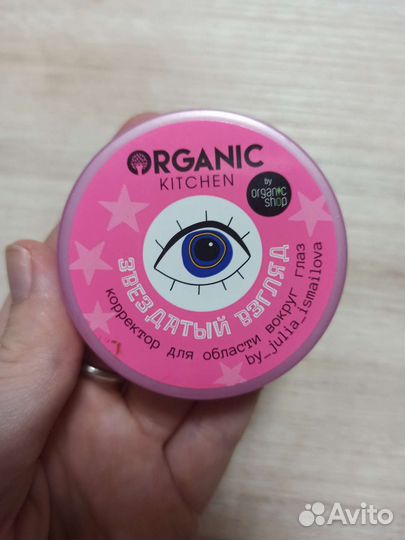 ORGANIC
KITCHEN
by
organic
shop
ЗВЕЗДАТЫЙ ВЗГЛЯД
корректор для области вокруг глаз
by_julia_ismailova
Avito